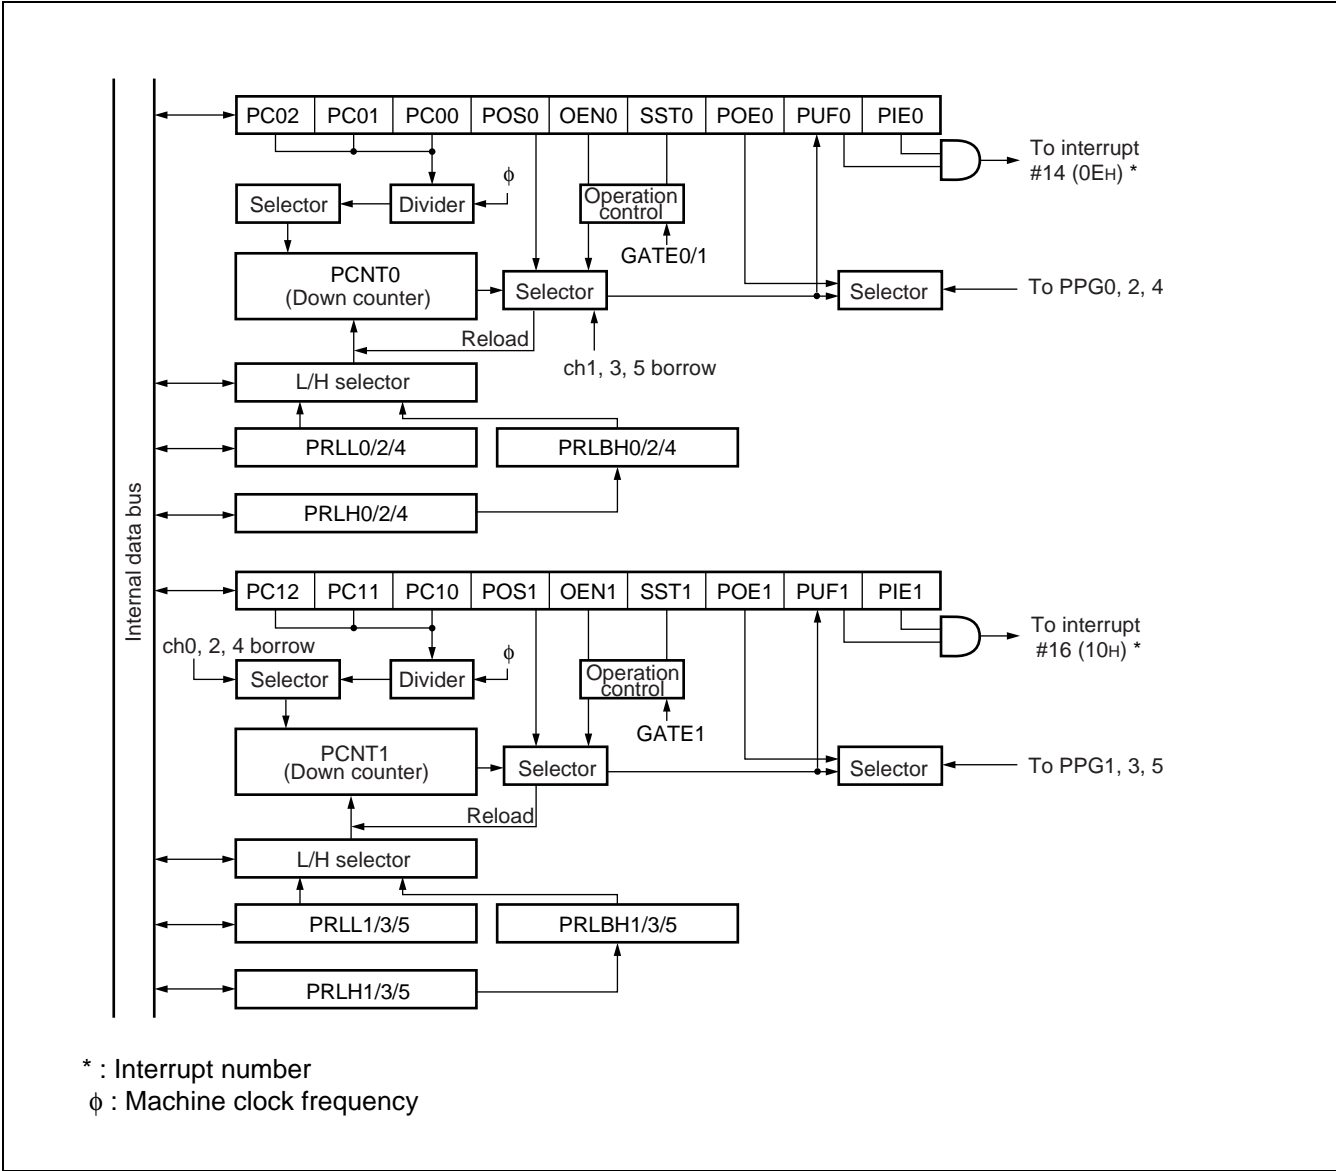 PC02 PC01 PC00 POS0 OEN0 SST0 POE0 PUF0 PIE0
To interrupt
#14 (0EH) *
ϕ
Selector Divider Operation
control
GATE0/1
PCNT0
(Down counter)
Selector Selector To PPG0, 2, 4
Reload
ch1, 3, 5 borrow
L/H selector
PRLL0/2/4 PRLBH0/2/4
PRLH0/2/4
Internal data bus
PC12 PC11 PC10 POS1 OEN1 SST1 POE1 PUF1 PIE1
To interrupt
#16 (10H) *
ch0, 2, 4 borrow
ϕ
Selector Divider Operation
control
GATE1
PCNT1
(Down counter)
Selector Selector To PPG1, 3, 5
Reload
L/H selector
PRLL1/3/5 PRLBH1/3/5
PRLH1/3/5
* : Interrupt number
ϕ : Machine clock frequency